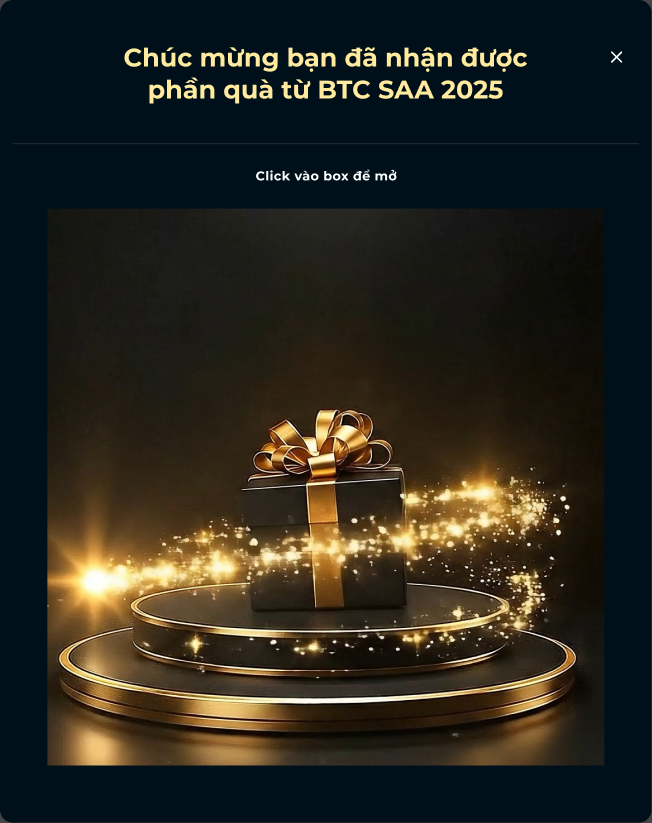 Chúc mừng bạn đã nhận được
phần quà từ BTC SAA 2025
Click vào box để mở